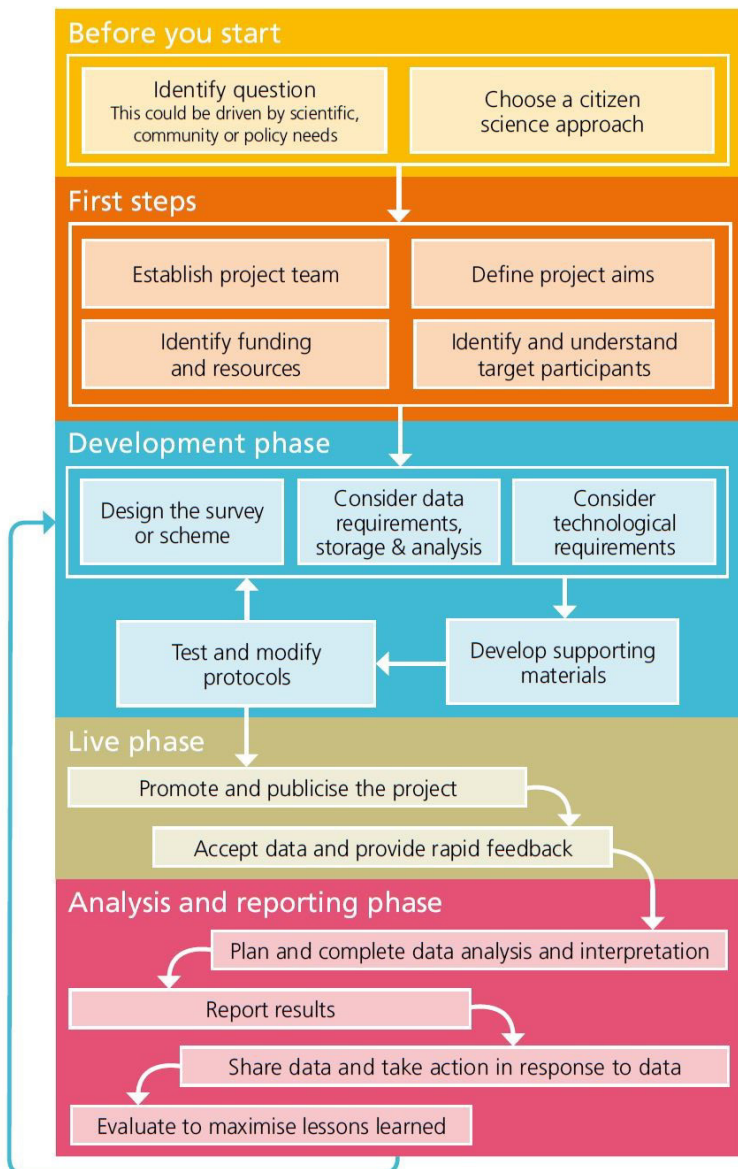 Before you start
Identify question
This could be driven by scientific,
community or policy needs
Choose a citizen
science approach
First steps
Establish project team
Define project aims
Identify funding
and resources
Identify and understand
target participants
Development phase
Design the survey
or scheme
Consider data
requirements,
storage & analysis
Consider
technological
requirements
Test and modify
protocols
Develop supporting
materials
Live phase
Promote and publicise the project
Accept data and provide rapid feedback
Analysis and reporting phase
Plan and complete data analysis and interpretation
Report results
Share data and take action in response to data
Evaluate to maximise lessons learned